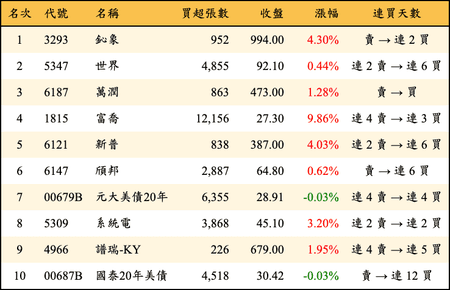 名次 代號 名稱 買超張數 收盤 漲幅 連買天數
1 3293 鈊象 952 994.00 4.30% 賣 → 連 2 買
2 5347 世界 4,855 92.10 0.44% 連 2 賣 → 連 6 買
3 6187 萬潤 863 473.00 1.28% 賣 → 買
4 1815 富喬 12,156 27.30 9.86% 連 4 賣 → 連 3 買
5 6121 新普 838 387.00 4.03% 連 2 賣 → 連 6 買
6 6147 頎邦 2,887 64.80 0.62% 賣 → 連 6 買
7 00679B 元大美債20年 6,355 28.91 -0.03% 連 4 賣 → 連 4 買
8 5309 系統電 3,868 45.10 3.20% 連 2 賣 → 連 2 買
9 4966 譜瑞-KY 226 679.00 1.95% 連 4 賣 → 連 5 買
10 00687B 國泰20年美債 4,518 30.42 -0.03% 賣 → 連 12 買